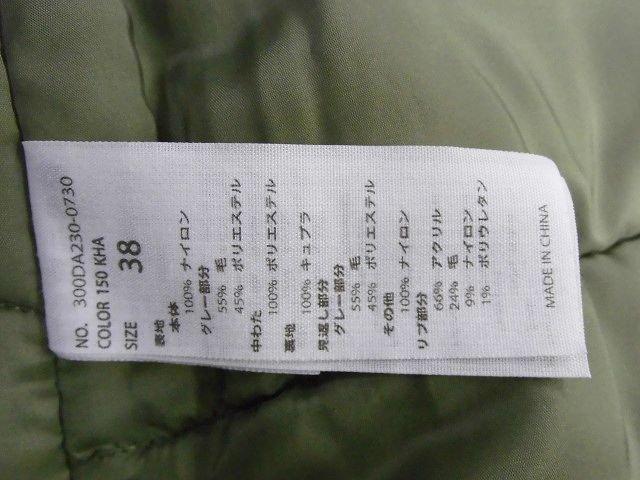 NO. 300DA230-0730
COLOR 150 KHA
SIZE 38
表地
本体
100% ナイロン
グレー部分
55% 毛
45% ポリエステル
中わた
100% ポリエステル
裏地
100% キュプラ
見返し部分
グレー部分
55% 毛
45% ポリエステル
その他
100% ナイロン
リブ部分
66% アクリル
24% 毛
9% ナイロン
1% ポリウレタン
MADE IN CHINA